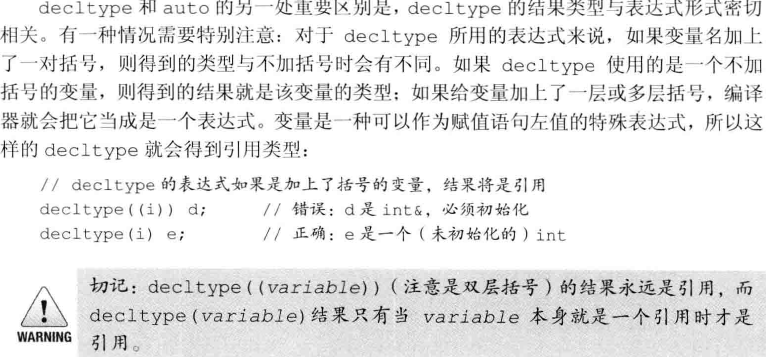 decltype 和 auto 的另一处重要区别是，decltype 的结果类型与表达式形式密切
相关。有一种情况需要特别注意：对于 decltype 所用的表达式来说，如果变量名加上
了一对括号，则得到的类型与不加括号时会有不同。如果 decltype 使用的是一个不加
括号的变量，则得到的结果就是该变量的类型；如果给变量加上了一层或多层括号，编译
器就会把它当成是一个表达式。变量是一种可以作为赋值语句左值的特殊表达式，所以这
样的 decltype 就会得到引用类型：
// decltype 的表达式如果是加上了括号的变量，结果将是引用
decltype((i)) d; // 错误：d 是 int&，必须初始化
decltype(i) e; // 正确：e 是一个（未初始化的）int
切记：decltype((variable))（注意是双层括号）的结果永远是引用，而
decltype(variable)结果只有当 variable 本身就是一个引用时才是
引用。
WARNING